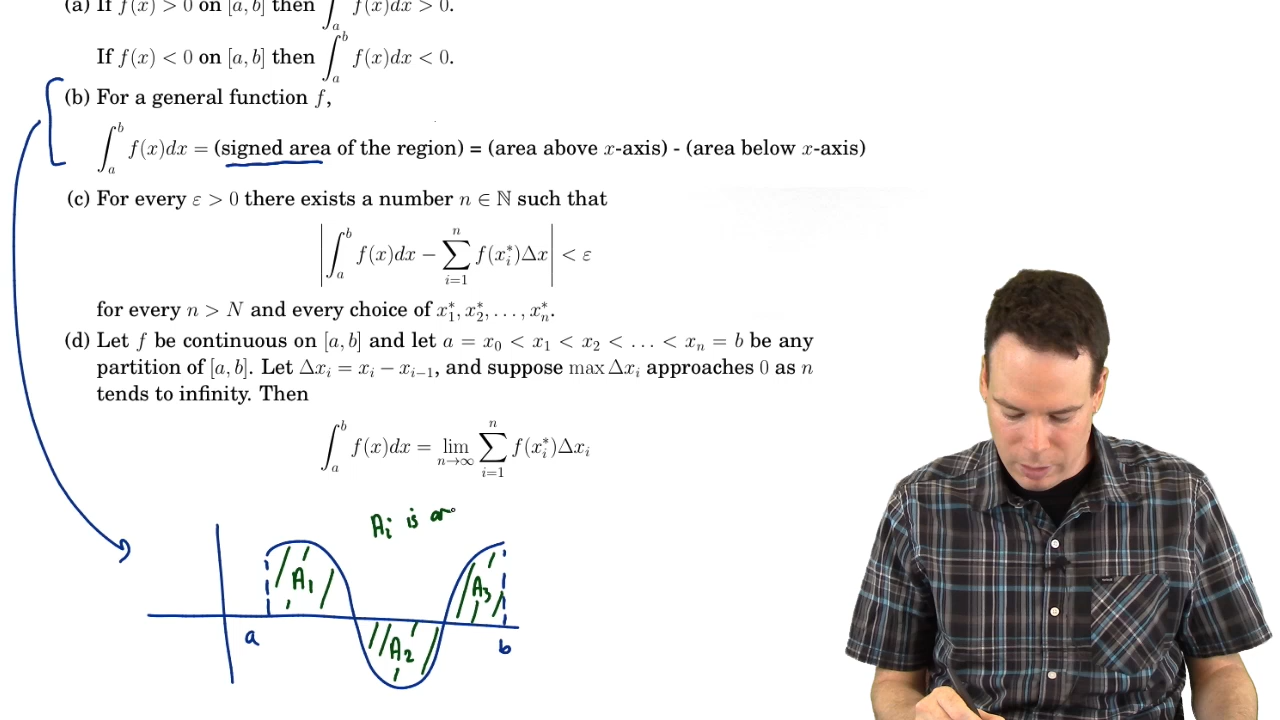 (a) If f(x) > 0 on [a, b] then ∫_a f(x)dx > 0.
If f(x) < 0 on [a, b] then ∫_a^b f(x)dx < 0.
(b) For a general function f,
∫_a^b f(x)dx = (signed area of the region) = (area above x-axis) - (area below x-axis)
(c) For every ε > 0 there exists a number n ∈ ℕ such that
|∫_a^b f(x)dx − ∑_{i=1}^n f(x_i^*)Δx| < ε
for every n > N and every choice of x_1^*, x_2^*, . . . , x_n^*.
(d) Let f be continuous on [a, b] and let a = x_0 < x_1 < x_2 < . . . < x_n = b be any
partition of [a, b]. Let Δx_i = x_i − x_{i−1}, and suppose max Δx_i approaches 0 as n
tends to infinity. Then
∫_a^b f(x)dx = lim_{n→∞} ∑_{i=1}^n f(x_i^*)Δx_i
A_i is ar
A_1
A_3
a
A_2
b